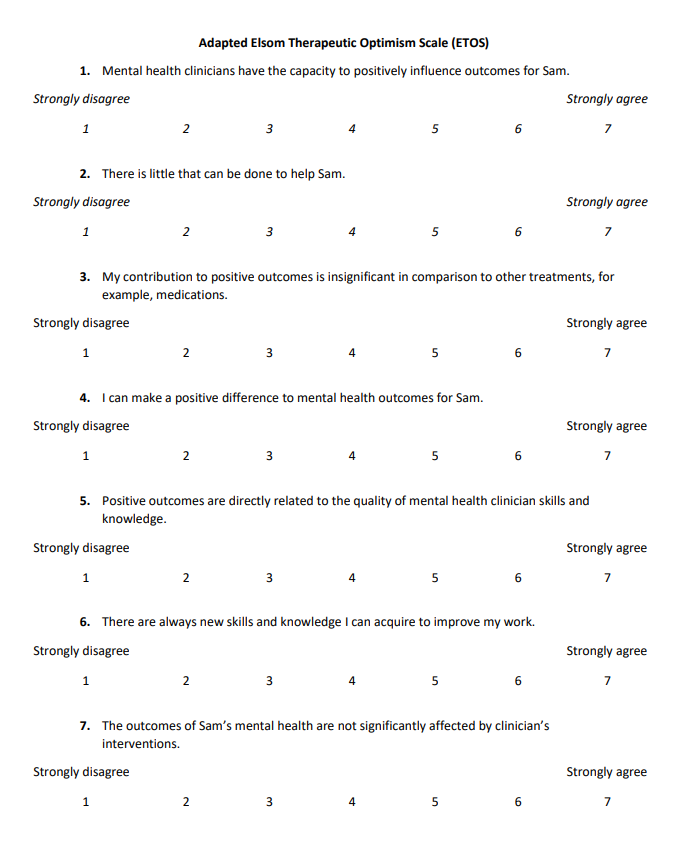 Adapted Elsom Therapeutic Optimism Scale (ETOS)
1. Mental health clinicians have the capacity to positively influence outcomes for Sam.
Strongly disagree Strongly agree
1 2 3 4 5 6 7
2. There is little that can be done to help Sam.
Strongly disagree Strongly agree
1 2 3 4 5 6 7
3. My contribution to positive outcomes is insignificant in comparison to other treatments, for
example, medications.
Strongly disagree Strongly agree
1 2 3 4 5 6 7
4. I can make a positive difference to mental health outcomes for Sam.
Strongly disagree Strongly agree
1 2 3 4 5 6 7
5. Positive outcomes are directly related to the quality of mental health clinician skills and
knowledge.
Strongly disagree Strongly agree
1 2 3 4 5 6 7
6. There are always new skills and knowledge I can acquire to improve my work.
Strongly disagree Strongly agree
1 2 3 4 5 6 7
7. The outcomes of Sam’s mental health are not significantly affected by clinician’s
interventions.
Strongly disagree Strongly agree
1 2 3 4 5 6 7